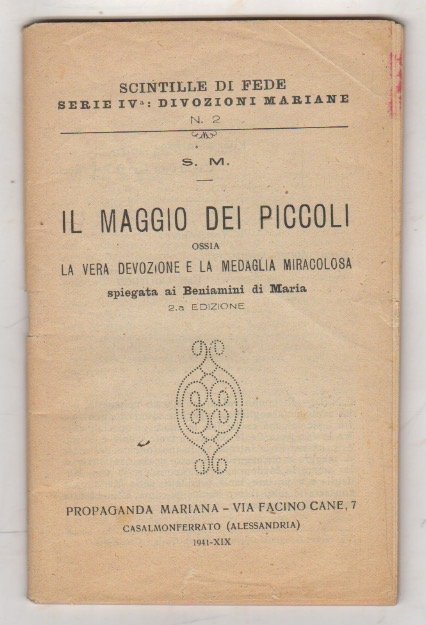 SCINTILLE DI FEDE
SERIE IVª: DIVOZIONI MARIANE
N. 2
S. M.
IL MAGGIO DEI PICCOLI
OSSIA
LA VERA DEVOZIONE E LA MEDAGLIA MIRACOLOSA
spiegata ai Beniamini di Maria
2.a EDIZIONE
PROPAGANDA MARIANA - VIA FACINO CANE, 7
CASALMONFERRATO (ALESSANDRIA)
1941-XIX